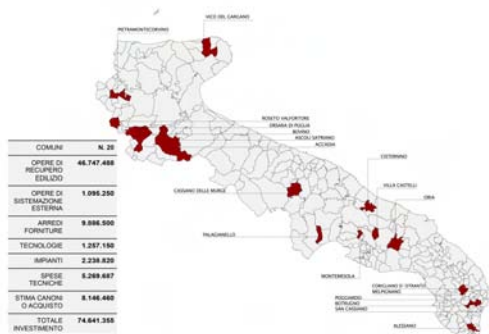 VICO DEL GARGANO
PIETRAMONTECORVINO
ROSETO VALFORTORE
ORSARA DI PUGLIA
BOVINO
ASCOLI SATRIANO
ACCADIA
CISTERNINO
VILLA CASTELLI
ORIA
CASSANO DELLE MURGE
PALAGIANELLO
MONTEMESOLA
CORIGLIANO D' OTRANTO
MELPIGNANO
POGGIARDO
BOTRUGNO
SAN CASSIANO
ALESSANO
COMUNI N. 20
OPERE DI RECUPERO EDILIZIO 46.747.488
OPERE DI SISTEMAZIONE ESTERNA 1.095.250
ARREDI FORNITURE 9.886.500
TECNOLOGIE 1.257.150
IMPIANTI 2.238.820
SPESE TECNICHE 5.269.687
STIMA CANONI O ACQUISTO 8.146.460
TOTALE INVESTIMENTO 74.641.355